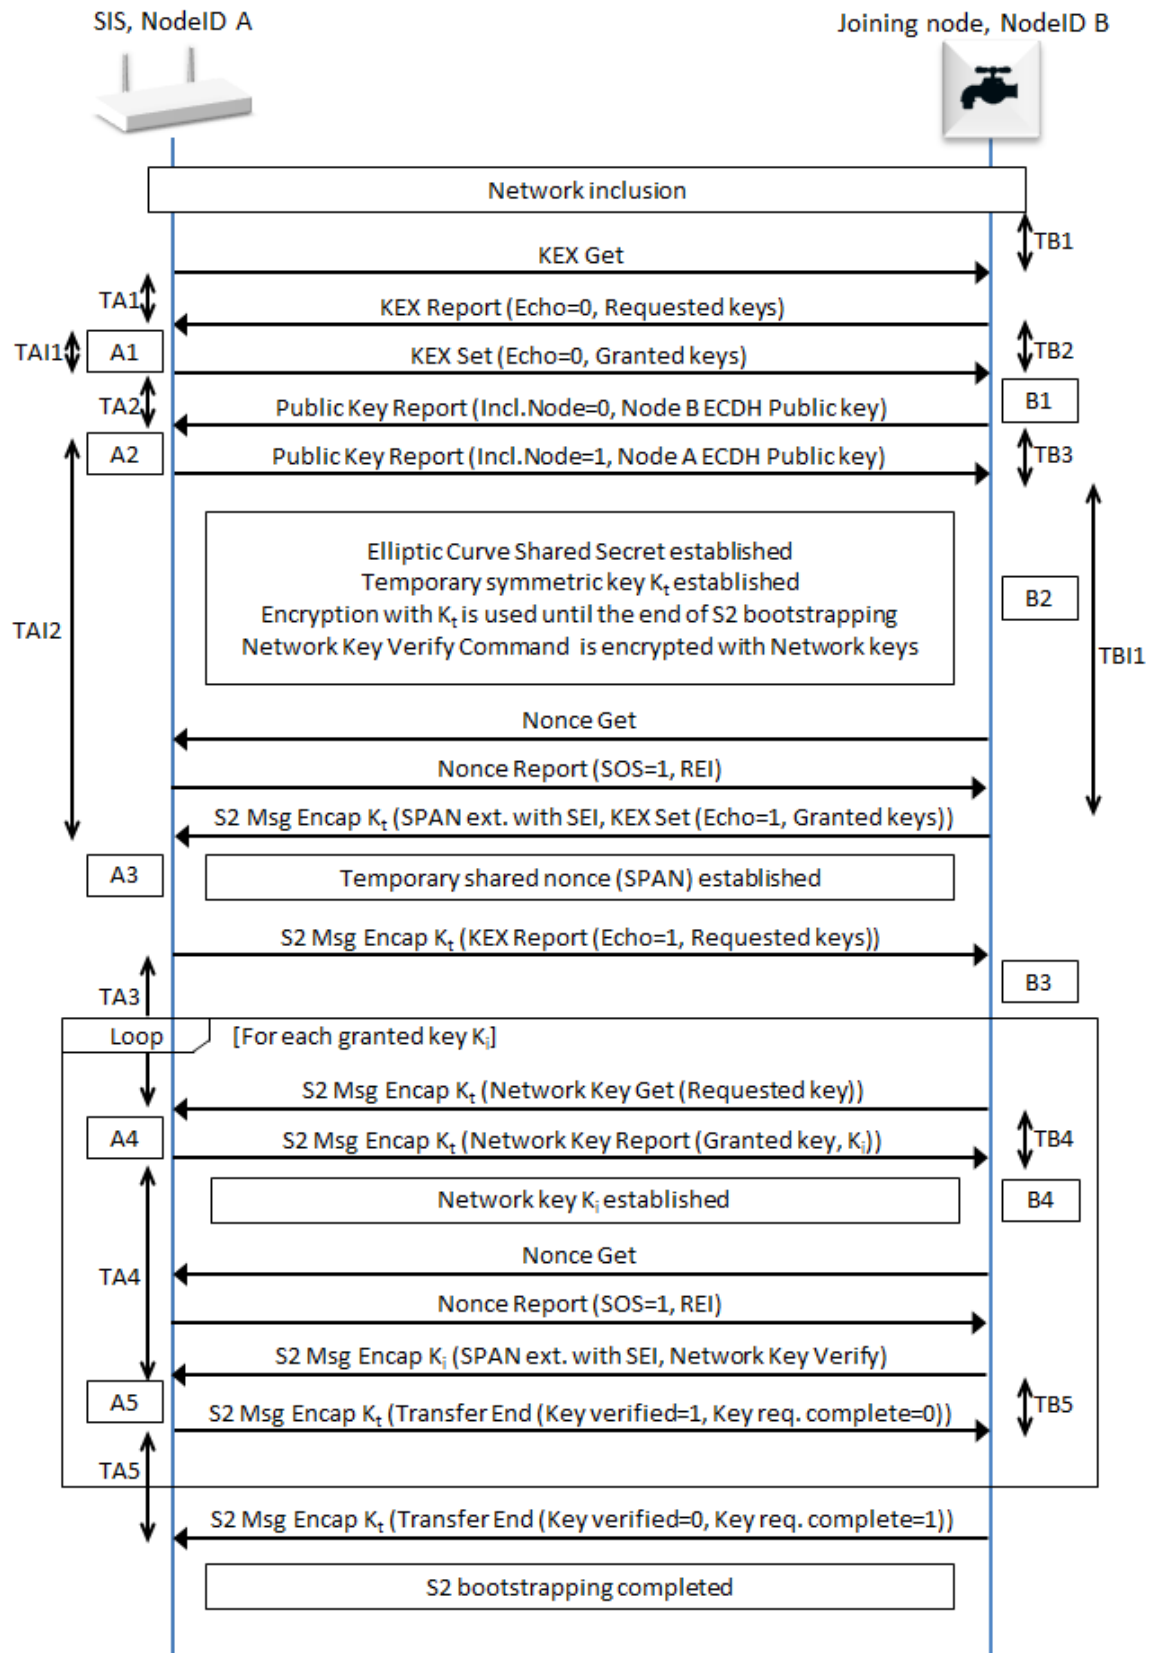 SIS, NodeID A
Joining node, NodeID B
Network inclusion
TB1
KEX Get
TA1
KEX Report (Echo=0, Requested keys)
TAI1
A1
KEX Set (Echo=0, Granted keys)
TB2
TA2
Public Key Report (Incl.Node=0, Node B ECDH Public key)
B1
A2
Public Key Report (Incl.Node=1, Node A ECDH Public key)
TB3
Elliptic Curve Shared Secret established
Temporary symmetric key Kt established
Encryption with Kt is used until the end of S2 bootstrapping
Network Key Verify Command is encrypted with Network keys
B2
TAI2
TBI1
Nonce Get
Nonce Report (SOS=1, REI)
S2 Msg Encap Kt (SPAN ext. with SEI, KEX Set (Echo=1, Granted keys))
A3
Temporary shared nonce (SPAN) established
S2 Msg Encap Kt (KEX Report (Echo=1, Requested keys))
B3
TA3
Loop
[For each granted key Ki]
S2 Msg Encap Kt (Network Key Get (Requested key))
A4
S2 Msg Encap Kt (Network Key Report (Granted key, Ki))
TB4
Network key Ki established
B4
Nonce Get
TA4
Nonce Report (SOS=1, REI)
S2 Msg Encap Ki (SPAN ext. with SEI, Network Key Verify)
A5
S2 Msg Encap Kt (Transfer End (Key verified=1, Key req. complete=0))
TB5
TA5
S2 Msg Encap Kt (Transfer End (Key verified=0, Key req. complete=1))
S2 bootstrapping completed